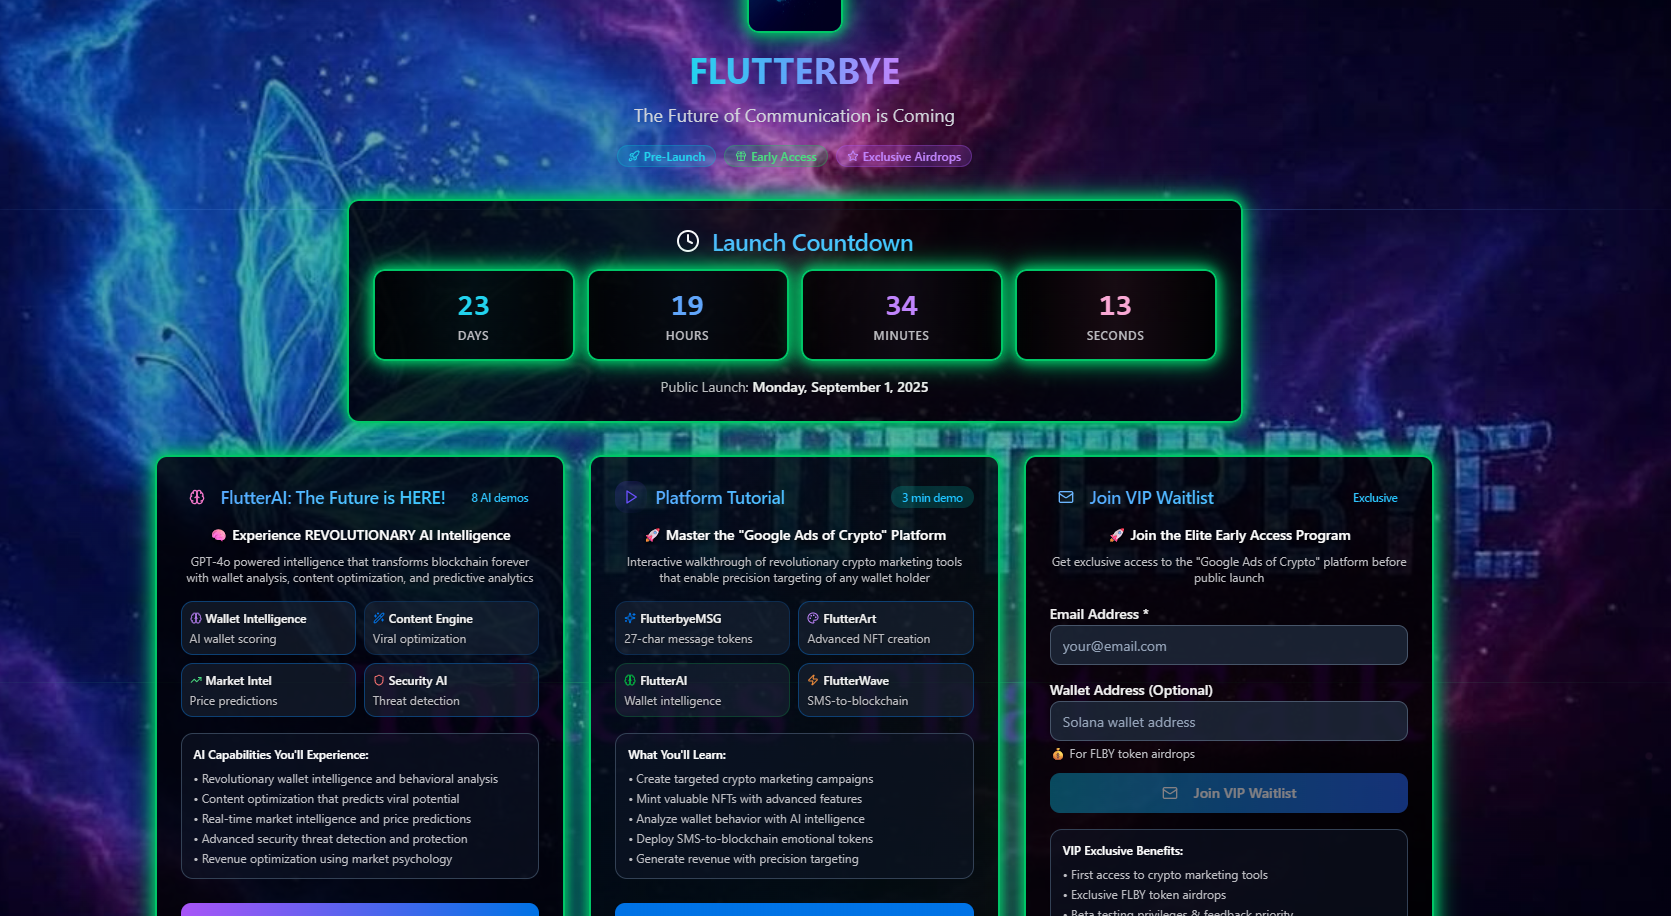 FLUTTERBYE
The Future of Communication is Coming
Pre-Launch
Early Access
Exclusive Airdrops
Launch Countdown
23
DAYS
19
HOURS
34
MINUTES
13
SECONDS
Public Launch: Monday, September 1, 2025
FLUTTERBYE
FlutterAI: The Future is HERE!
8 AI demos
🧠 Experience REVOLUTIONARY AI Intelligence
GPT-4o powered intelligence that transforms blockchain forever
with wallet analysis, content optimization, and predictive analytics
Wallet Intelligence
AI wallet scoring
Content Engine
Viral optimization
Market Intel
Price predictions
Security AI
Threat detection
AI Capabilities You'll Experience:
• Revolutionary wallet intelligence and behavioral analysis
• Content optimization that predicts viral potential
• Real-time market intelligence and price predictions
• Advanced security threat detection and protection
• Revenue optimization using market psychology
Platform Tutorial
3 min demo
🚀 Master the "Google Ads of Crypto" Platform
Interactive walkthrough of revolutionary crypto marketing tools
that enable precision targeting of any wallet holder
FlutterbyeMSG
27-char message tokens
FlutterArt
Advanced NFT creation
FlutterAI
Wallet intelligence
FlutterWave
SMS-to-blockchain
What You'll Learn:
• Create targeted crypto marketing campaigns
• Mint valuable NFTs with advanced features
• Analyze wallet behavior with AI intelligence
• Deploy SMS-to-blockchain emotional tokens
• Generate revenue with precision targeting
Join VIP Waitlist
Exclusive
🚀 Join the Elite Early Access Program
Get exclusive access to the "Google Ads of Crypto" platform before
public launch
Email Address *
your@email.com
Wallet Address (Optional)
Solana wallet address
💰 For FLBY token airdrops
Join VIP Waitlist
VIP Exclusive Benefits:
• First access to crypto marketing tools
• Exclusive FLBY token airdrops
• Beta testing privileges & feedback priority